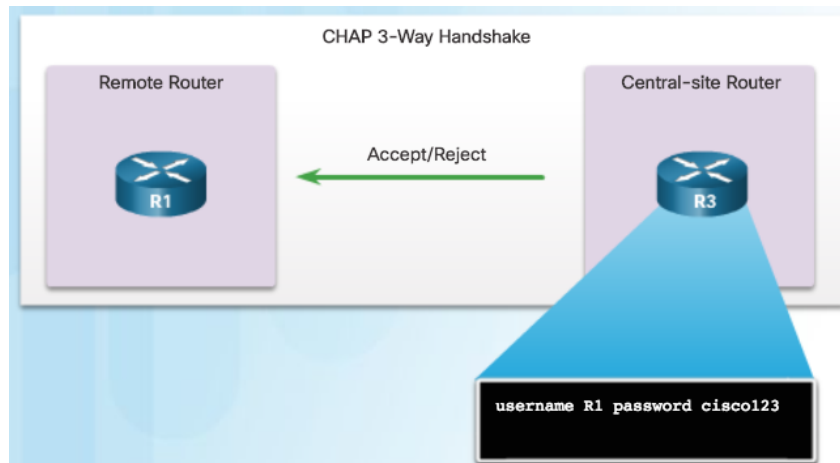 CHAP 3-Way Handshake
Remote Router
Central-site Router
Accept/Reject
R1
R3
username R1 password cisco123